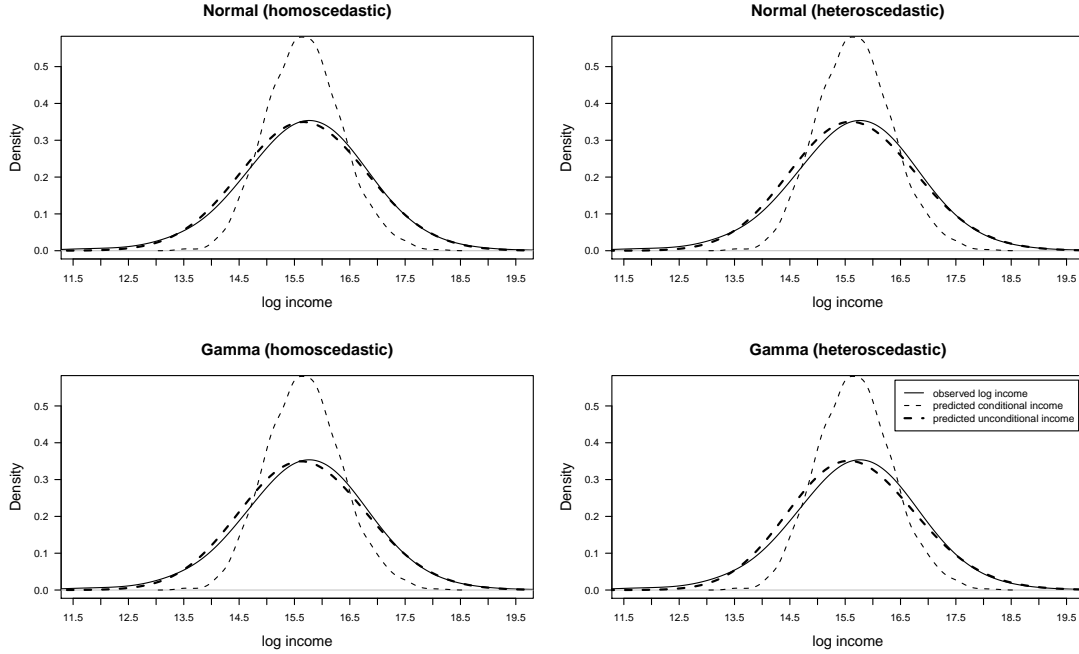 Normal (homoscedastic)
Density
0.5
0.4
0.3
0.2
0.1
0.0
11.5 12.5 13.5 14.5 15.5 16.5 17.5 18.5 19.5
log income
Normal (heteroscedastic)
Density
0.5
0.4
0.3
0.2
0.1
0.0
11.5 12.5 13.5 14.5 15.5 16.5 17.5 18.5 19.5
log income
Gamma (homoscedastic)
Density
0.5
0.4
0.3
0.2
0.1
0.0
11.5 12.5 13.5 14.5 15.5 16.5 17.5 18.5 19.5
log income
Gamma (heteroscedastic)
observed log income
predicted conditional income
predicted unconditional income
Density
0.5
0.4
0.3
0.2
0.1
0.0
11.5 12.5 13.5 14.5 15.5 16.5 17.5 18.5 19.5
log income